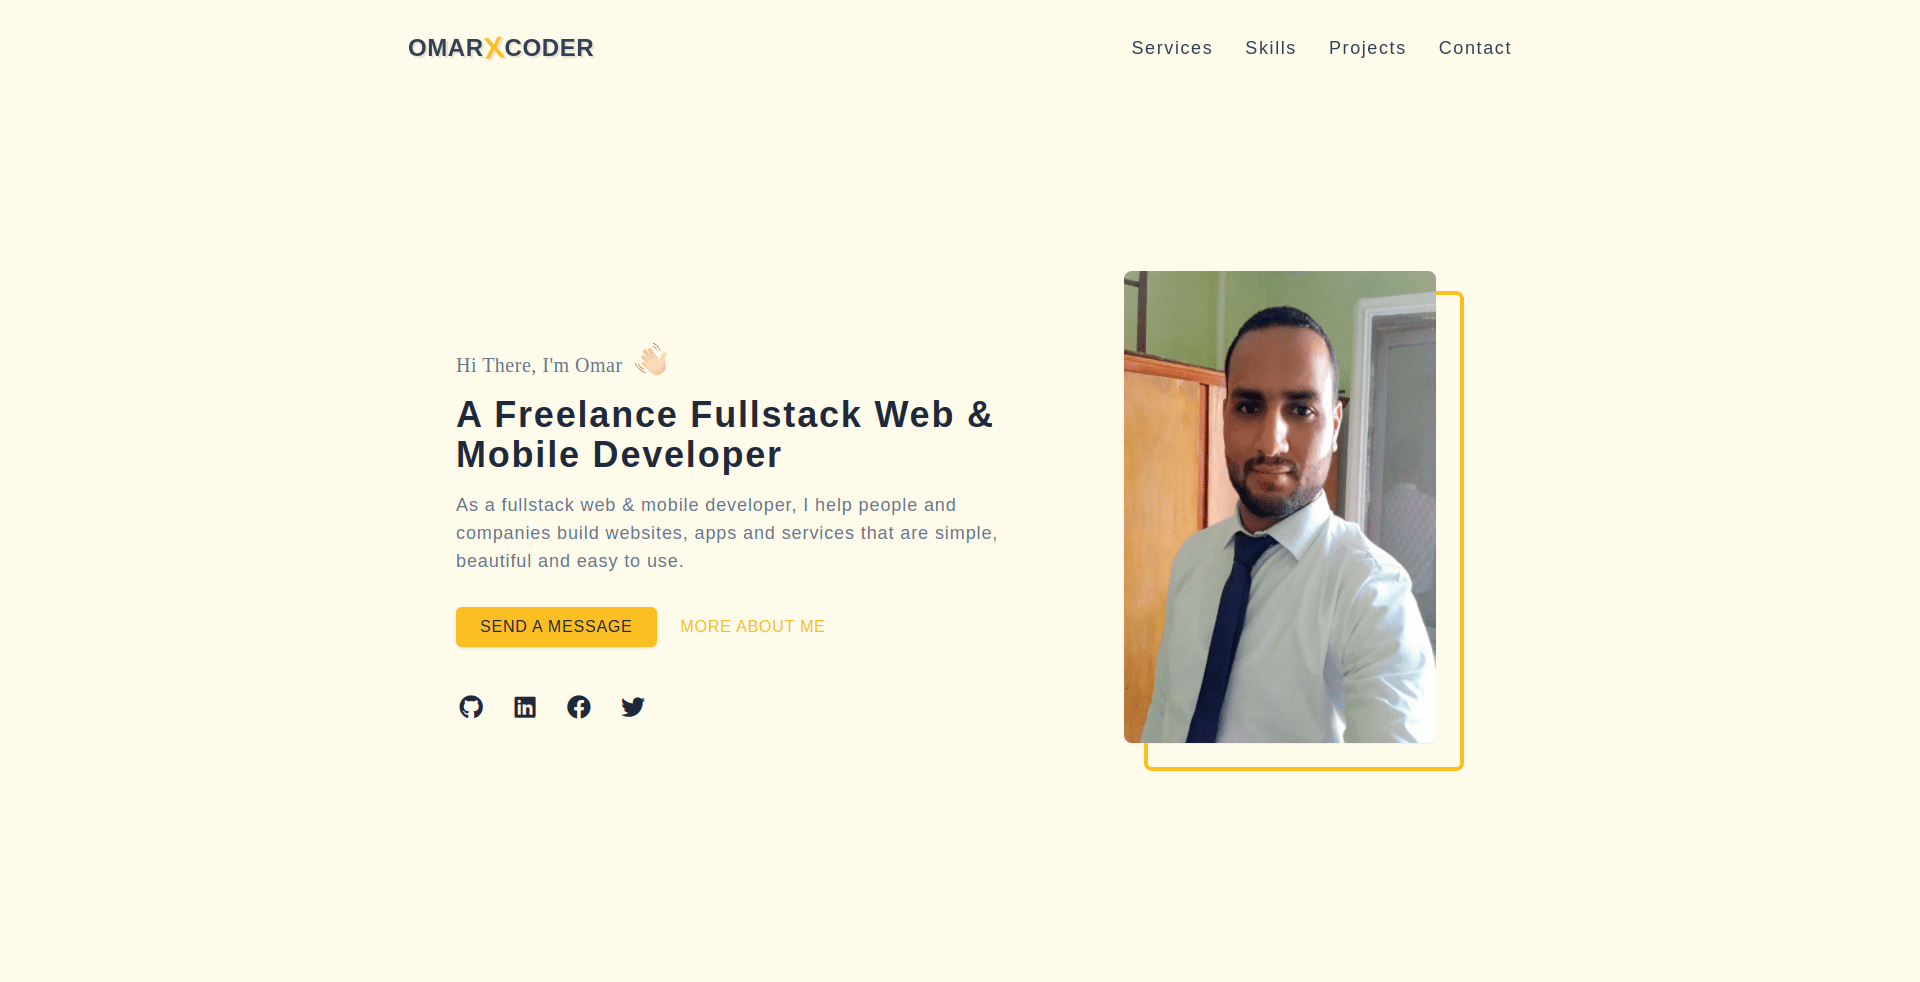 OMARXCODER
Services Skills Projects Contact
Hi There, I'm Omar
A Freelance Fullstack Web &
Mobile Developer
As a fullstack web & mobile developer, I help people and
companies build websites, apps and services that are simple,
beautiful and easy to use.
SEND A MESSAGE MORE ABOUT ME